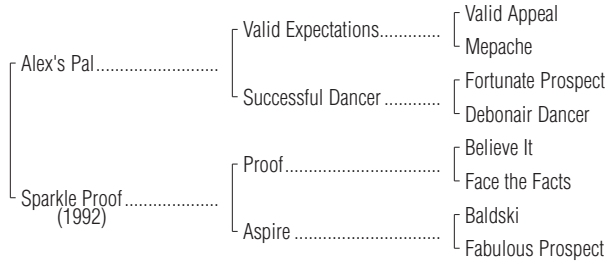 Valid Appeal
Valid Expectations.............
Mepache
Alex's Pal..........................
Fortunate Prospect
Successful Dancer ............
Debonair Dancer
Believe It
Proof.................................
Face the Facts
Sparkle Proof....................
(1992)
Baldski
Aspire ...............................
Fabulous Prospect